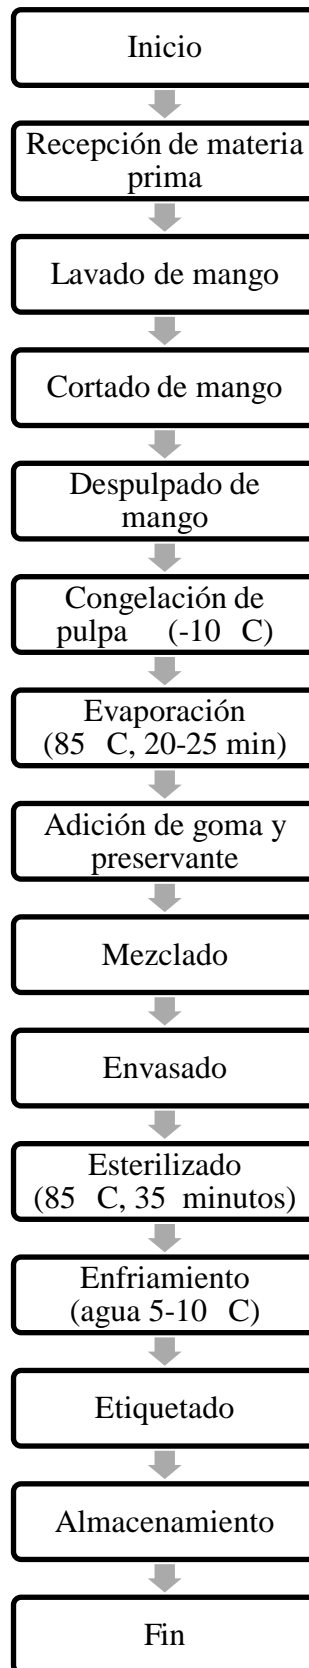 Inicio
Recepción de materia
prima
Lavado de mango
Cortado de mango
Despulpado de
mango
Congelación de
pulpa (-10 C)
Evaporación
(85 C, 20-25 min)
Adición de goma y
preservante
Mezclado
Envasado
Esterilizado
(85 C, 35 minutos)
Enfriamiento
(agua 5-10 C)
Etiquetado
Almacenamiento
Fin